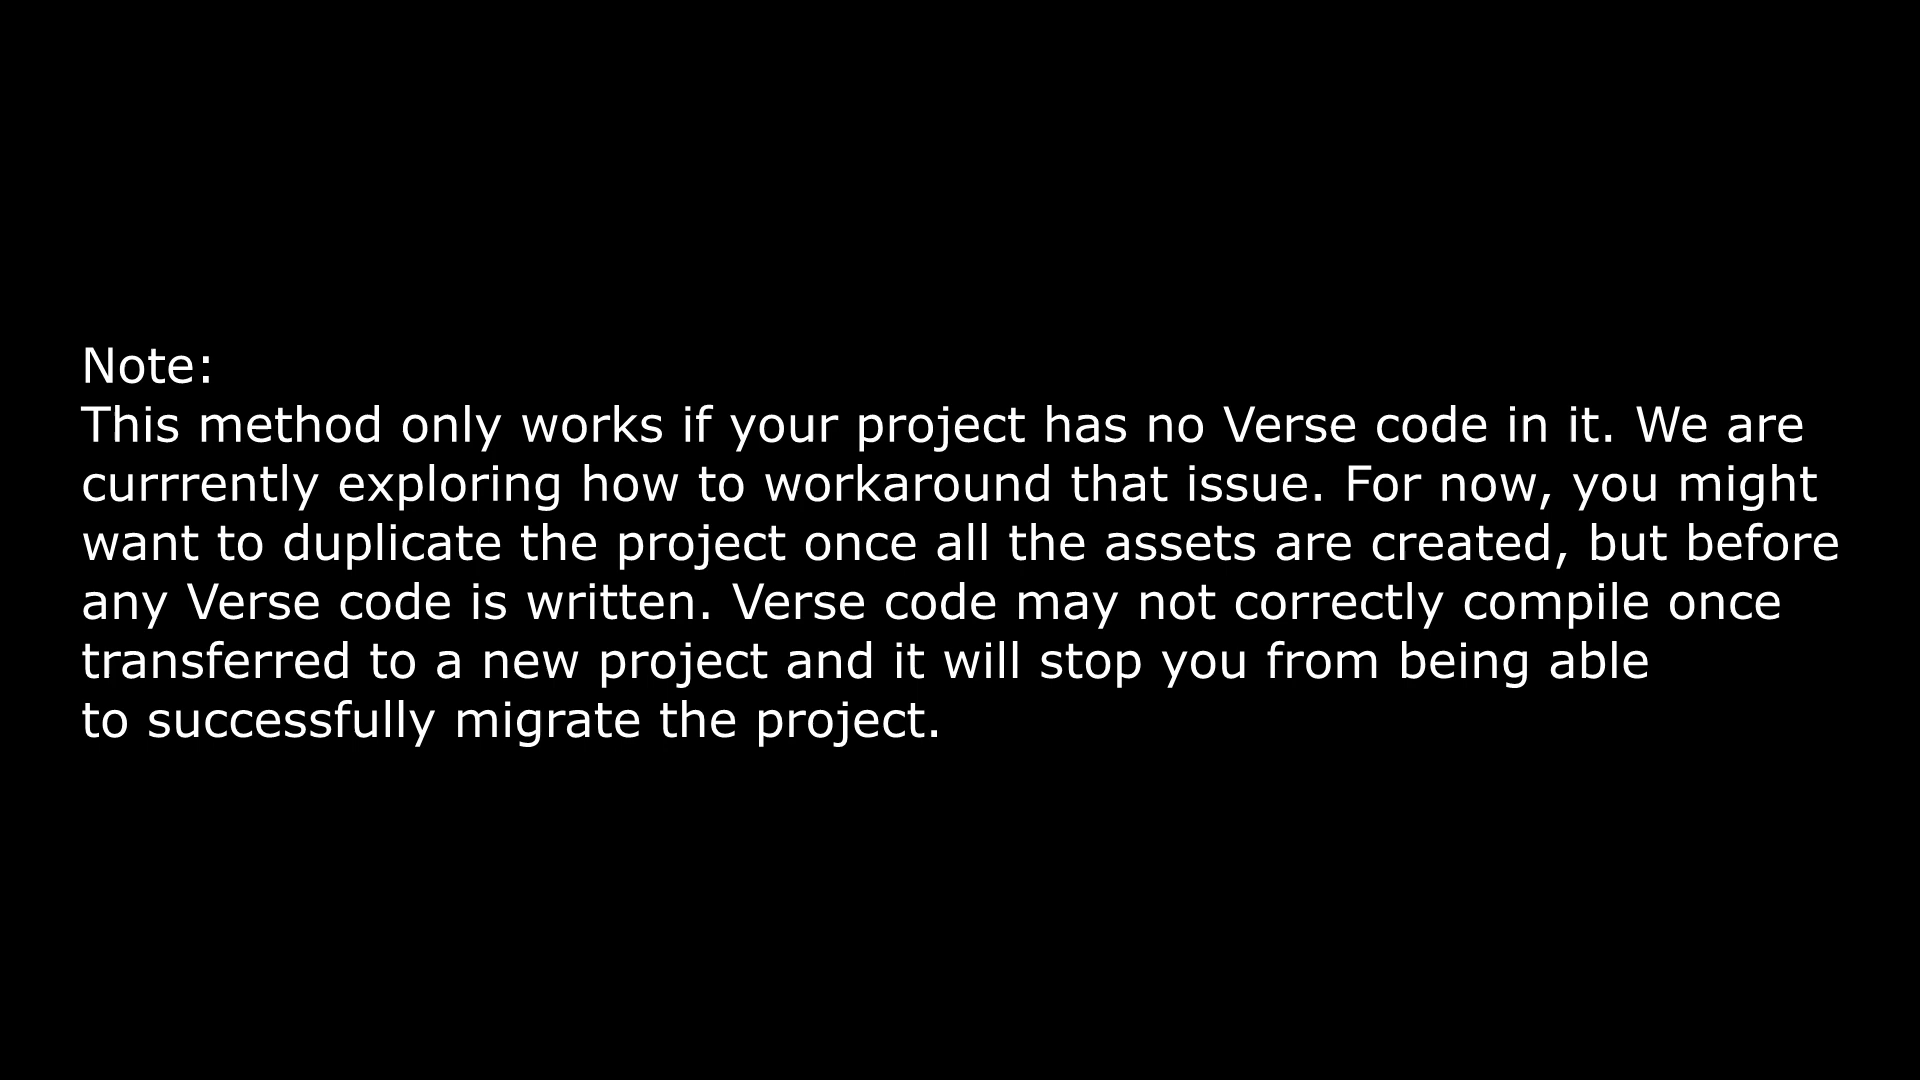 Note:
This method only works if your project has no Verse code in it. We are
currrently exploring how to workaround that issue. For now, you might
want to duplicate the project once all the assets are created, but before
any Verse code is written. Verse code may not correctly compile once
transferred to a new project and it will stop you from being able
to successfully migrate the project.